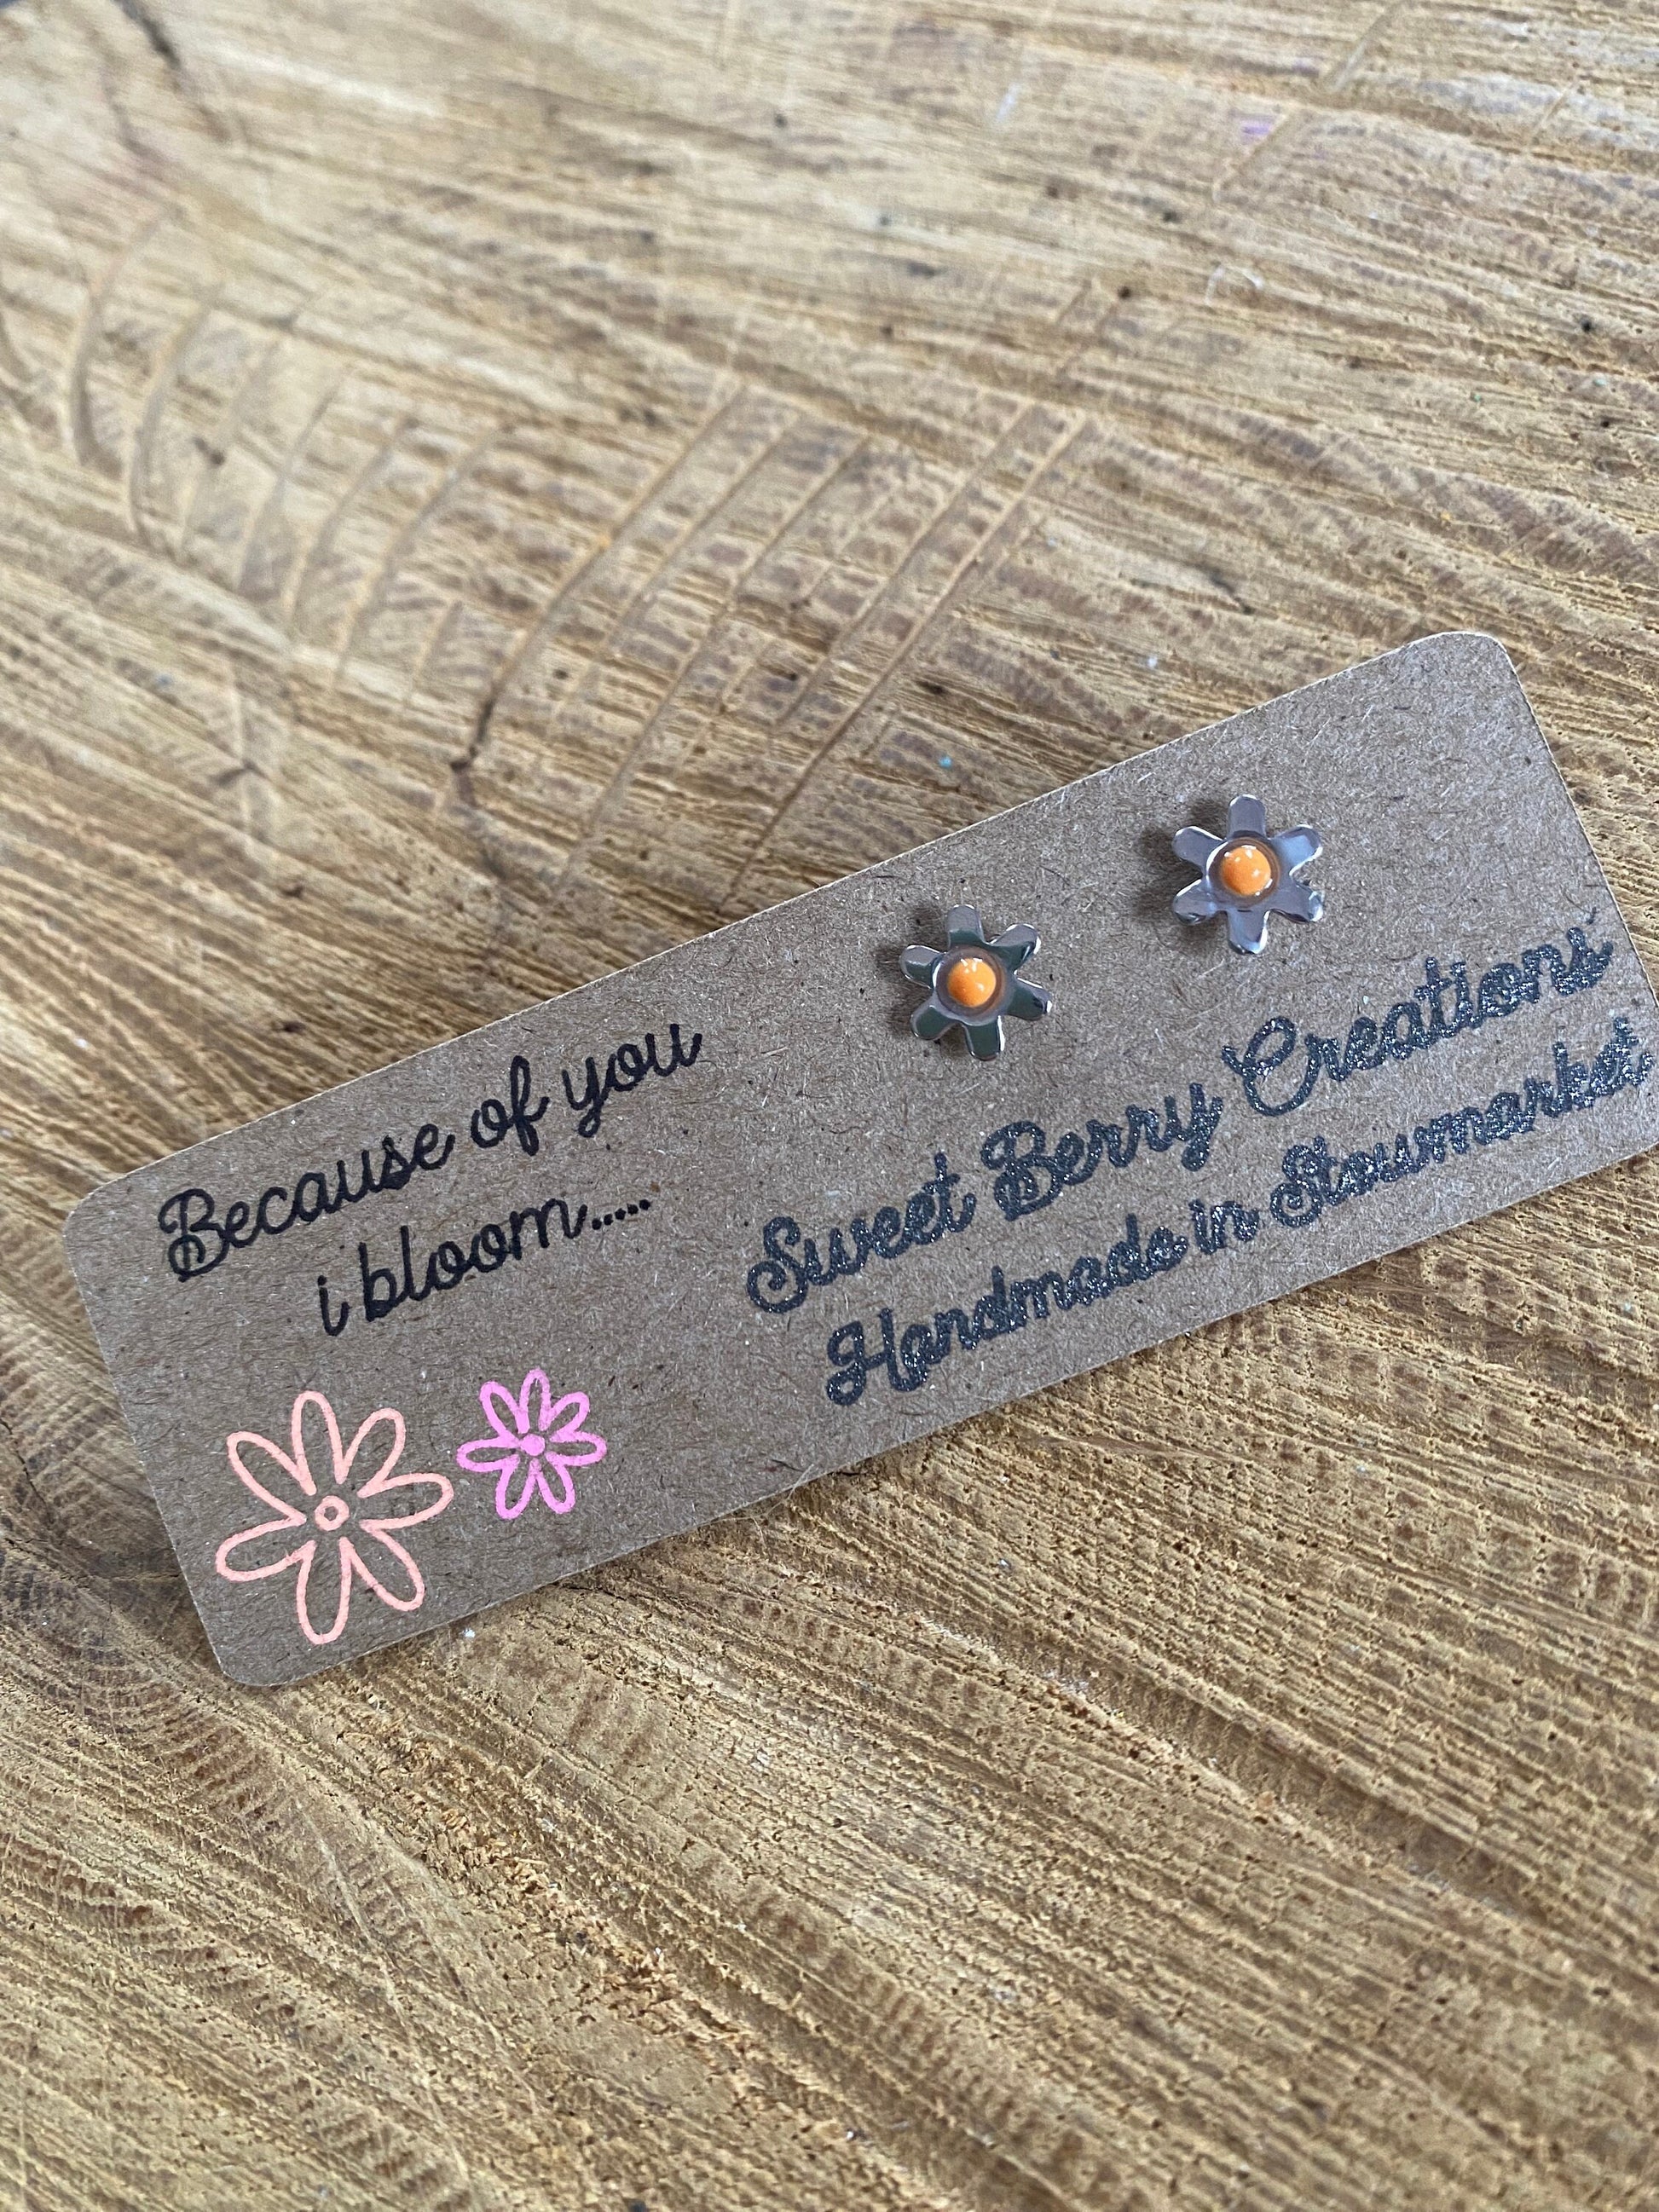 Because of you
i bloom.....
Sweet Berry Creations
Handmade in Stowmarket